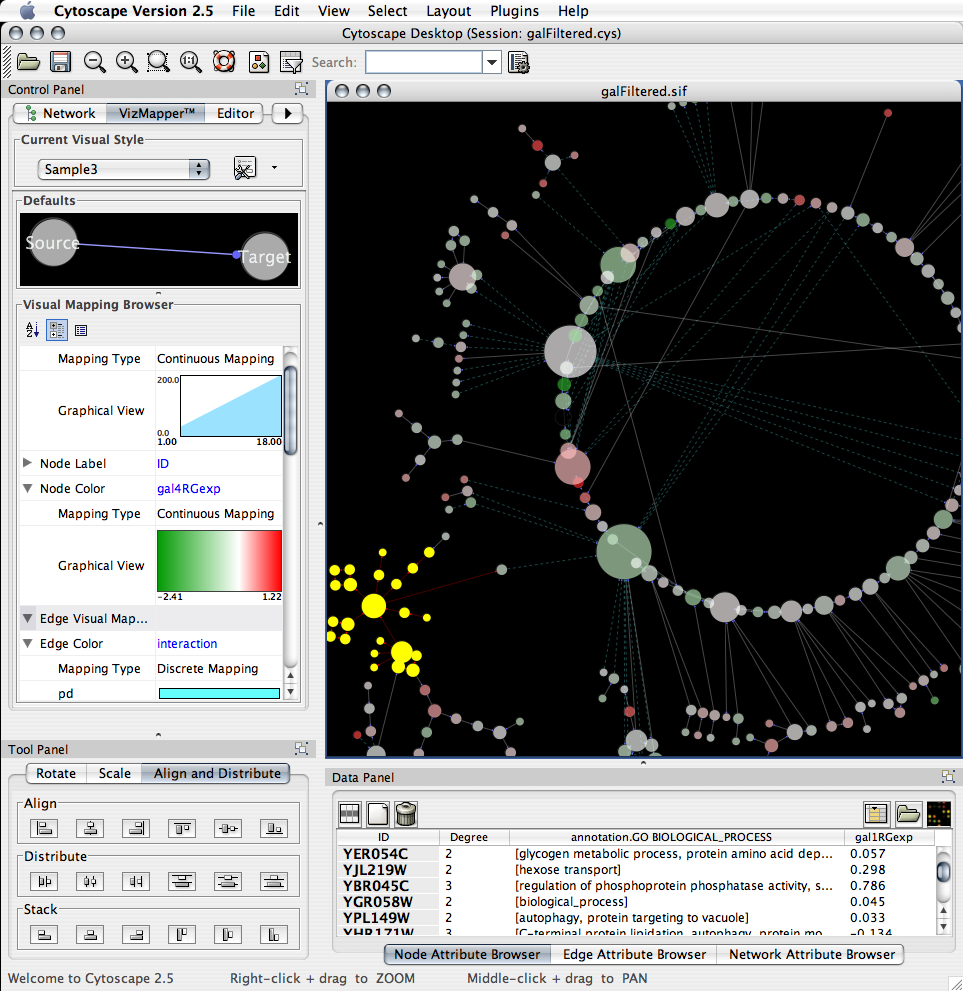 Cytoscape Version 2.5 File Edit View Select Layout Plugins Help
Cytoscape Desktop (Session: galFiltered.cys)
1:1 Search:
Control Panel
Network VizMapper™ Editor
Current Visual Style
Sample3
Defaults
Source
Target
Visual Mapping Browser
A
Z
Mapping Type Continuous Mapping
200.0
Graphical View
0.0
1.00 18.00
Node Label ID
Node Color gal4RGexp
Mapping Type Continuous Mapping
Graphical View
-2.41 1.22
Edge Visual Map...
Edge Color interaction
Mapping Type Discrete Mapping
pd
galFiltered.sif
Tool Panel
Rotate Scale Align and Distribute
Align
Distribute
Stack
Data Panel
ID Degree annotation.GO BIOLOGICAL_PROCESS gal1RGexp
YER054C 2 [glycogen metabolic process, protein amino acid dep... 0.057
YJL219W 2 [hexose transport] 0.298
YBR045C 3 [regulation of phosphoprotein phosphatase activity, s... 0.786
YGR058W 2 [biological_process] 0.045
YPL149W 2 [autophagy, protein targeting to vacuole] 0.033
YHR171W 3 [C-terminal protein lipidation, autophagy, protein mo... -0.134
Node Attribute Browser Edge Attribute Browser Network Attribute Browser
Welcome to Cytoscape 2.5 Right-click + drag to ZOOM Middle-click + drag to PAN